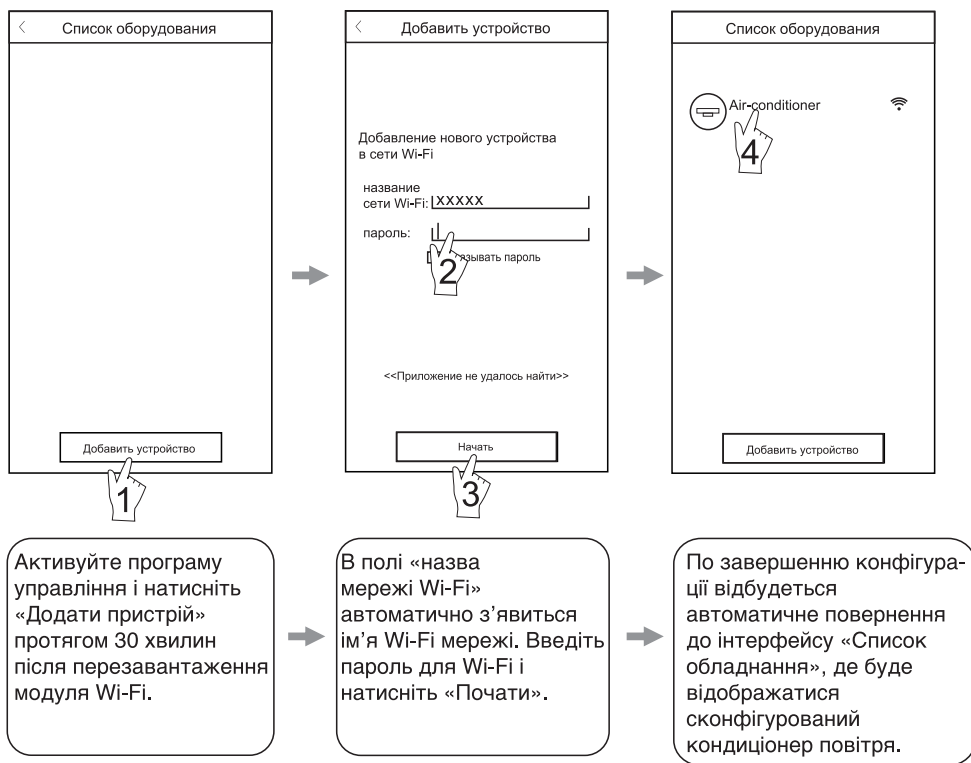 Список оборудования
Добавить устройство
1
Добавить устройство
Добавление нового устройства
в сети Wi-Fi
название
сети Wi-Fi: XXXXX
пароль:
пароль
2
<<Приложение не удалось найти>>
Начать
3
Список оборудования
Air-conditioner
4
Добавить устройство
Активуйте програму
управління і натисніть
«Додати пристрій»
протягом 30 хвилин
після перезавантаження
модуля Wi-Fi.
В полі «назва
мережі Wi-Fi»
автоматично з’явиться
ім’я Wi-Fi мережі. Введіть
пароль для Wi-Fi і
натисніть «Почати».
По завершенню конфігура-
ції відбудеться
автоматичне повернення
до інтерфейсу «Список
обладнання», де буде
відображатися
сконфігурований
кондиціонер повітря.